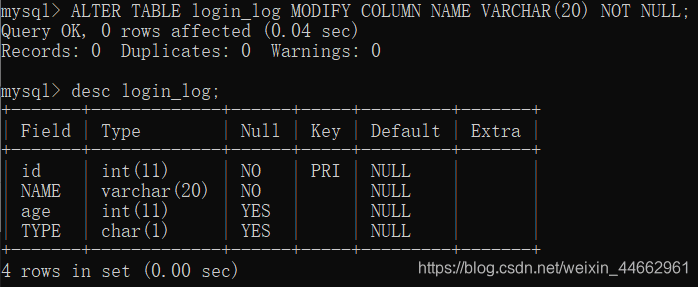 mysql> ALTER TABLE login_log MODIFY COLUMN NAME VARCHAR(20) NOT NULL;
Query OK, 0 rows affected (0.04 sec)
Records: 0  Duplicates: 0  Warnings: 0
mysql> desc login_log;
+-------+-------------+------+-----+---------+-------+
| Field | Type        | Null | Key | Default | Extra |
+-------+-------------+------+-----+---------+-------+
| id    | int(11)     | NO   | PRI | NULL    |       |
| NAME  | varchar(20) | NO   |     | NULL    |       |
| age   | int(11)     | YES  |     | NULL    |       |
| TYPE  | char(1)     | YES  |     | NULL    |       |
+-------+-------------+------+-----+---------+-------+
4 rows in set (0.00 sec)
https://blog.csdn.net/weixin_44662961